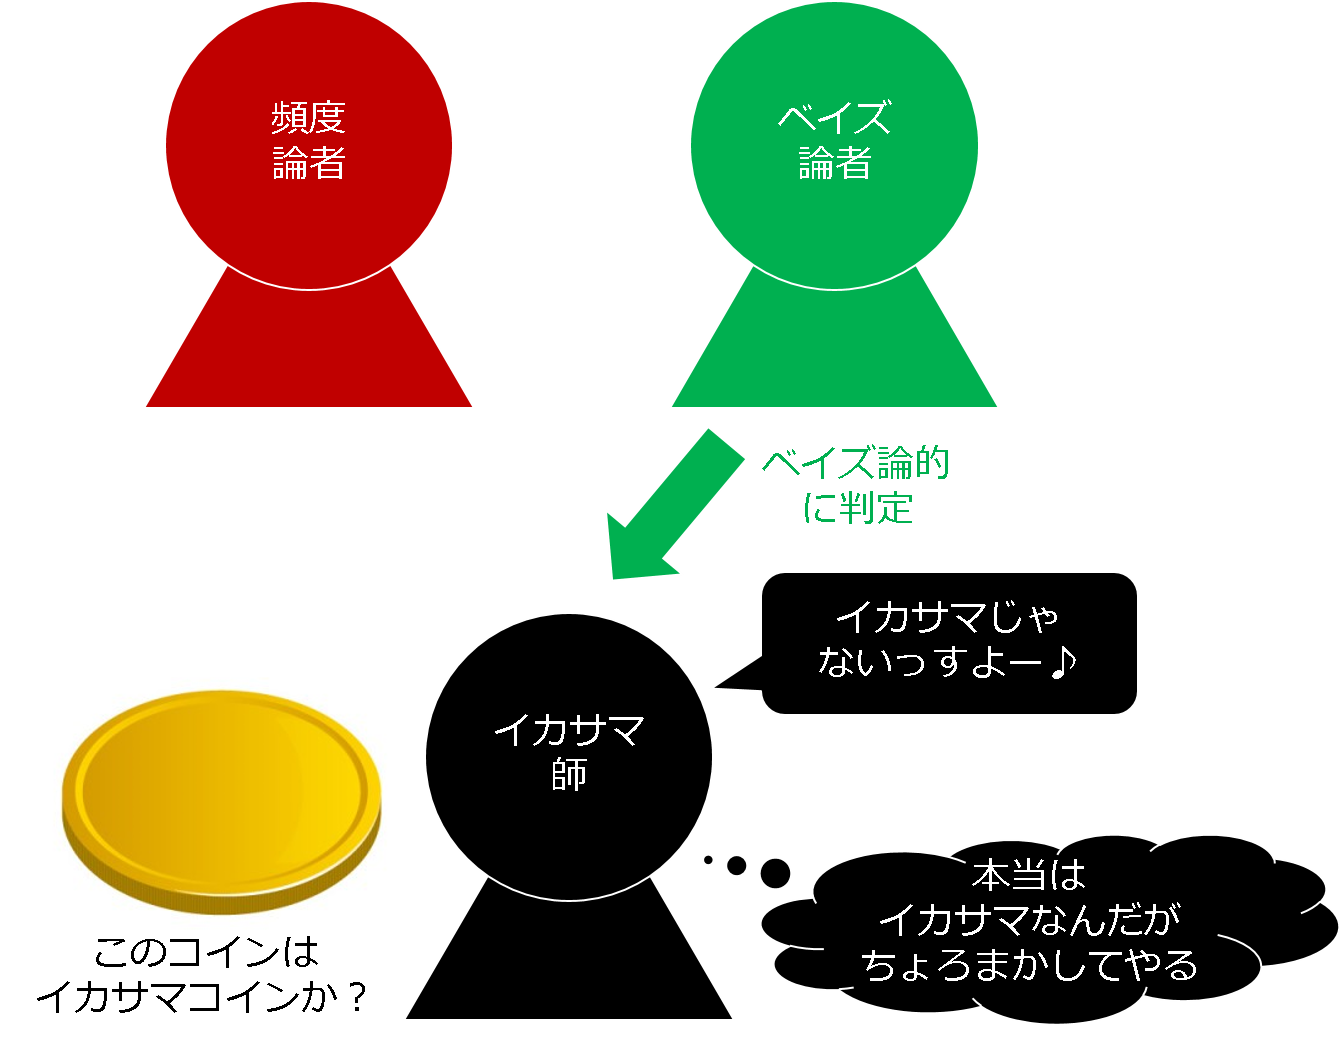 頻度
論者
ベイズ
論者
ベイズ論的
に判定
イカサマじゃ
ないっすよー♪
イカサマ
師
本当は
イカサマなんだが
ちょろまかしてやる
このコインは
イカサマコインか？